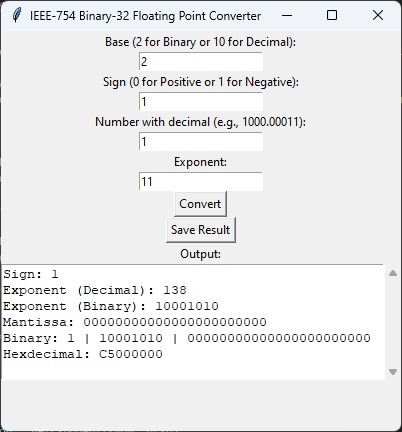 IEEE-754 Binary-32 Floating Point Converter
Base (2 for Binary or 10 for Decimal):
2
Sign (0 for Positive or 1 for Negative):
1
Number with decimal (e.g., 1000.00011):
1
Exponent:
11
Convert
Save Result
Output:
Sign: 1
Exponent (Decimal): 138
Exponent (Binary): 10001010
Mantissa: 00000000000000000000000
Binary: 1 | 10001010 | 00000000000000000000000
Hexdecimal: C5000000